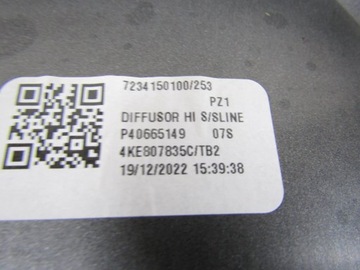 7234150100/253
PZ1
DIFFUSOR HI S/SLINE
P40665149 07S
4KE807835C/TB2
19/12/2022 15:39:38